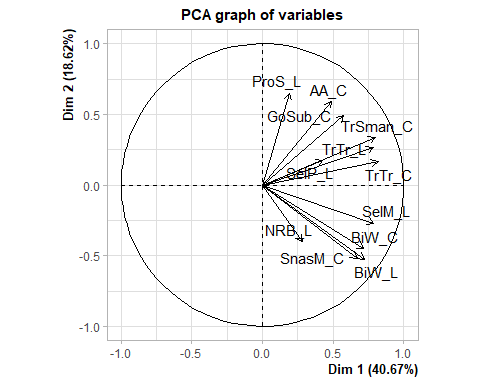 PCA graph of variables
Dim 2 (18.62%)
1.0
0.5
0.0
-0.5
-1.0
ProS_L
AA_C
GoSub_C
TrSman_C
TrTr_L
SelP_L
TrTr_C
SelM_L
NRB_L
BiW_C
SnasM_C
BiW_L
-1.0
-0.5
0.0
0.5
1.0
Dim 1 (40.67%)